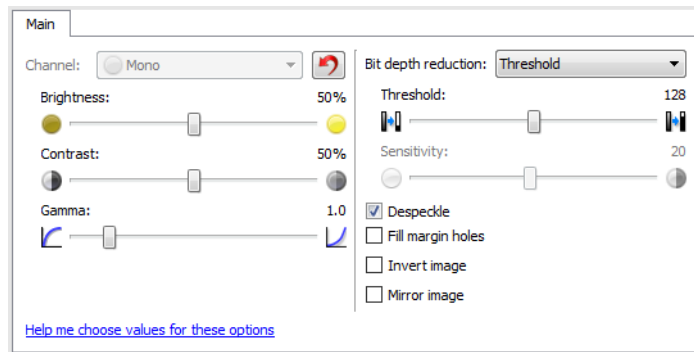 Main
Channel: Mono
Brightness: 50%
Contrast: 50%
Gamma: 1.0
Help me choose values for these options
Bit depth reduction: Threshold
Threshold: 128
Sensitivity: 20
Despeckle
Fill margin holes
Invert image
Mirror image